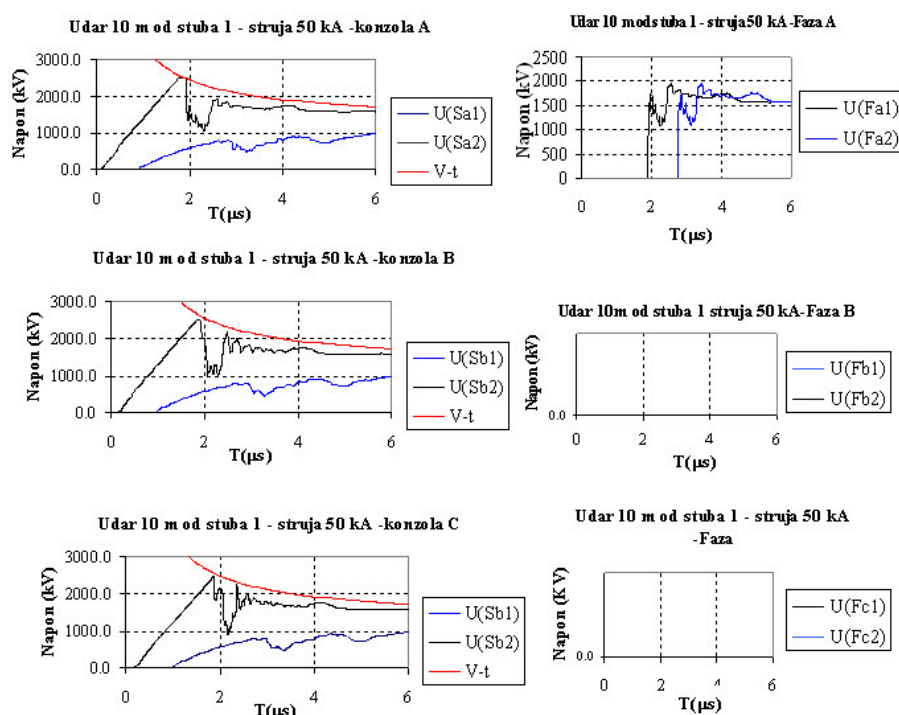 Udar 10 m od stuba 1 - struja 50 kA -konzola A
Napon (kV)
3000.0
2000.0
1000.0
0.0
0
2
4
6
T(µs)
U(Sa1)
U(Sa2)
V-t
Udar 10 m od stuba 1 - struja 50 kA-Faza A
Napon (kV)
2500
2000
1500
1000
500
0
0
2
4
6
T(µs)
U(Fa1)
U(Fa2)
Udar 10 m od stuba 1 - struja 50 kA -konzola B
Napon (kV)
3000.0
2000.0
1000.0
0.0
0
2
4
6
T(µs)
U(Sb1)
U(Sb2)
V-t
Udar 10m od stuba 1 struja 50 kA-Faza B
Napon (kV)
0.0
0
2
4
6
T(µs)
U(Fb1)
U(Fb2)
Udar 10 m od stuba 1 - struja 50 kA -konzola C
Napon (kV)
3000.0
2000.0
1000.0
0.0
0
2
4
6
T(µs)
U(Sb1)
U(Sb2)
V-t
Udar 10 m od stuba 1 - struja 50 kA
-Faza
Napon (K V)
0.0
0
2
4
6
T(µs)
U(Fc1)
U(Fc2)